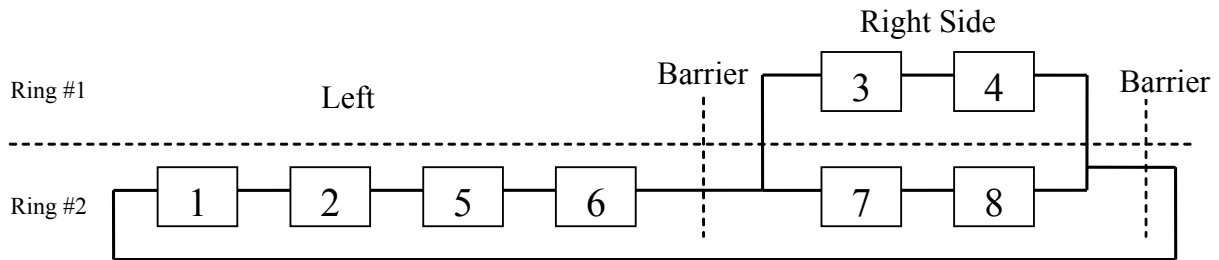 Right Side
Barrier
Barrier
Ring #1
Left
3 4
Ring #2
1 2 5 6 7 8